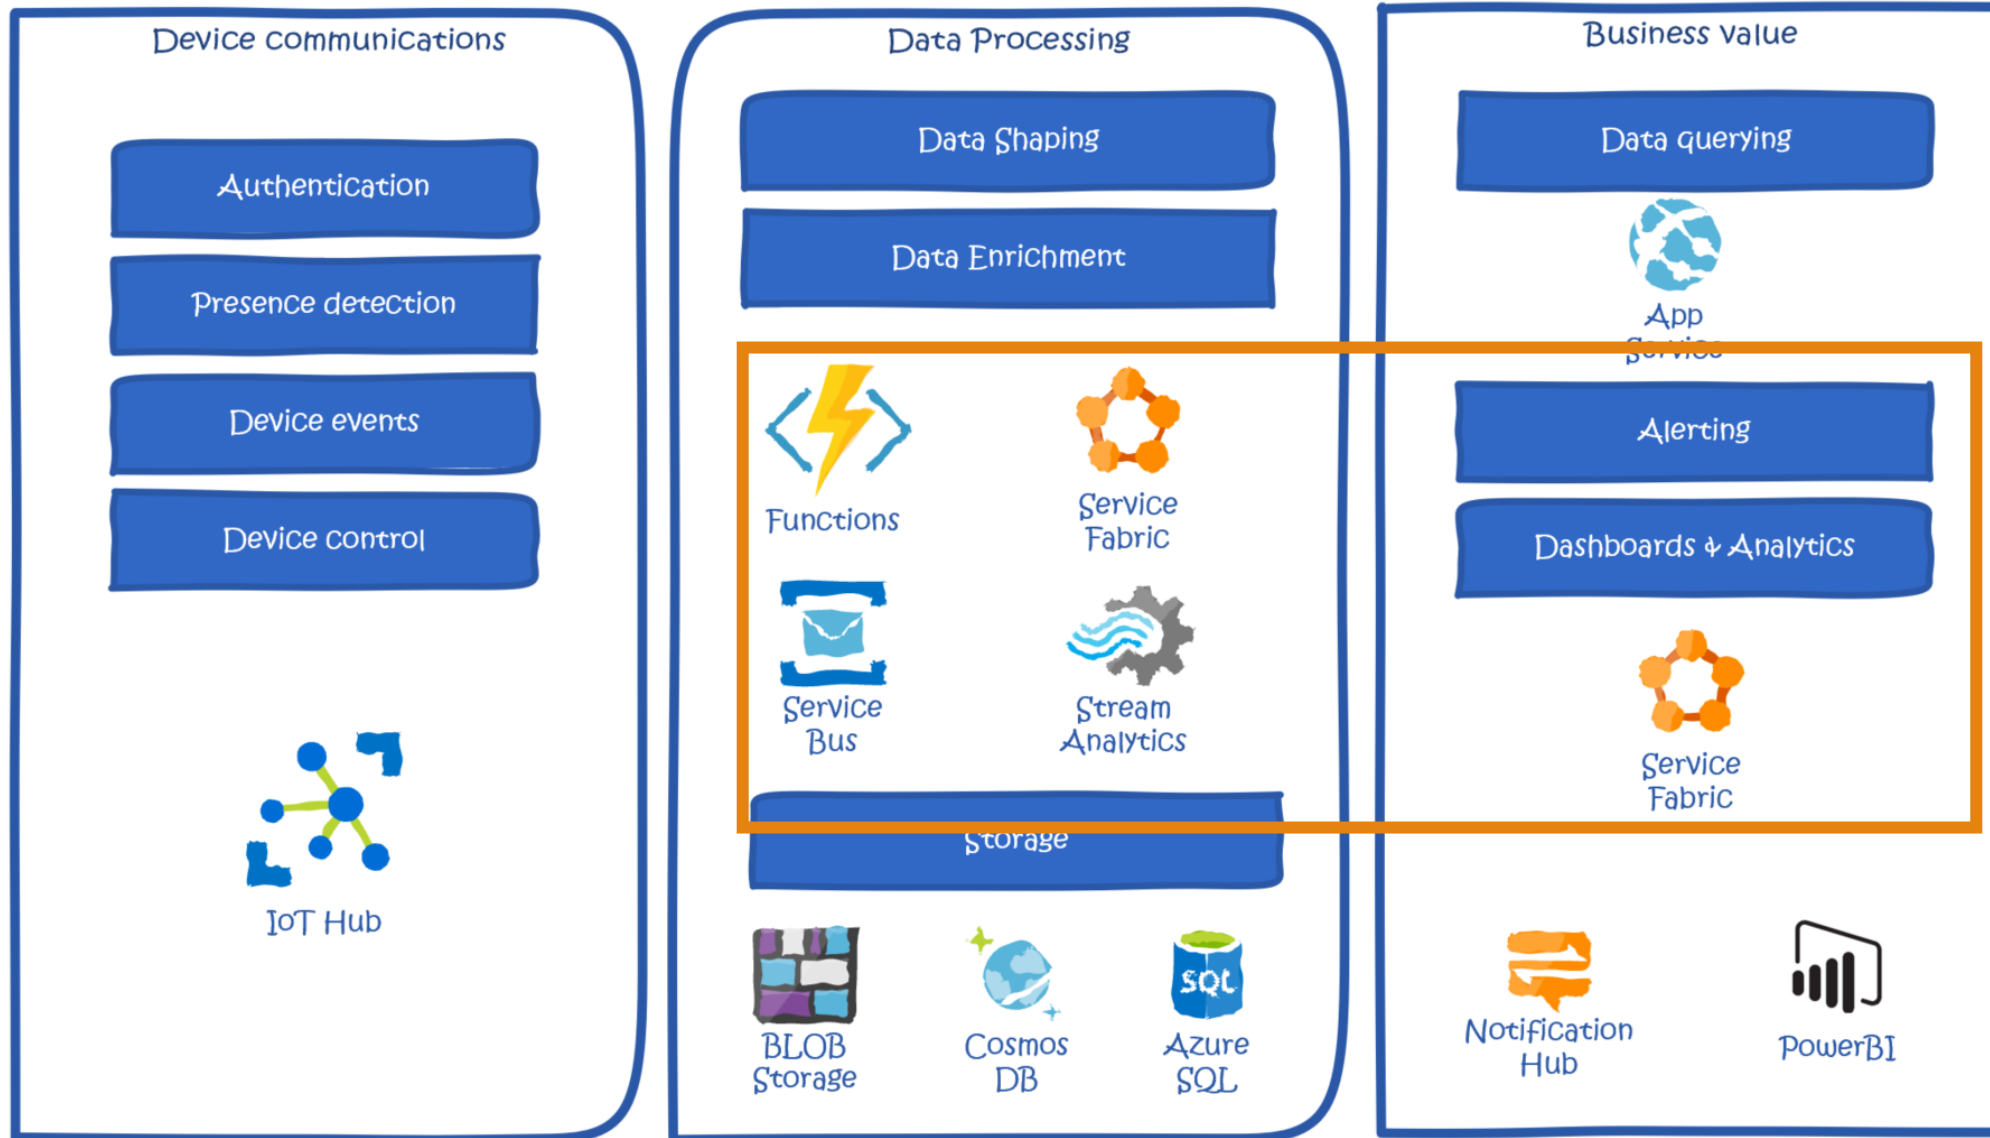 Device communications
Authentication
Presence detection
Device events
Device control
IoT Hub
Data Processing
Data Shaping
Data Enrichment
Functions
Service
Fabric
Service
Bus
Stream
Analytics
Storage
BLOB
Storage
Cosmos
DB
Azure
SQL
SQL
Business value
Data querying
App
Service
Alerting
Dashboards & Analytics
Service
Fabric
Notification
Hub
PowerBI